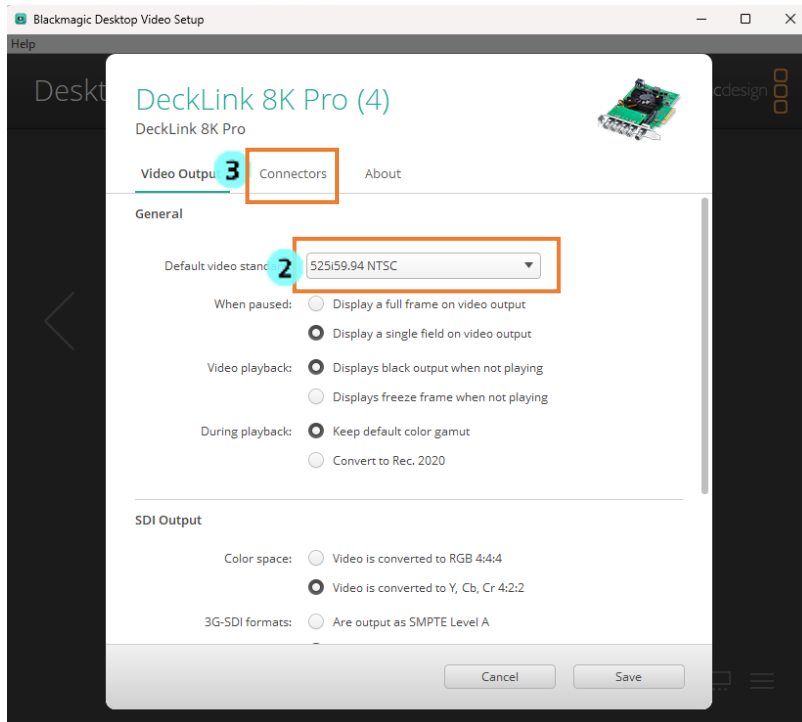 Blackmagic Desktop Video Setup
Help
DeckLink 8K Pro (4)
cdesign
DeckLink 8K Pro
Video Outpu 3 Connectors About
General
2 525i59.94 NTSC
Default video
When paused: Display a full frame on video output
Display a single field on video output
Video playback: Displays black output when not playing
Displays freeze frame when not playing
During playback: Keep default color gamut
Convert to Rec. 2020
SDI Output
Color space: Video is converted to RGB 4:4:4
Video is converted to Y, Cb, Cr 4:2:2
3G-SDI formats: Are output as SMPTE Level A
Cancel Save